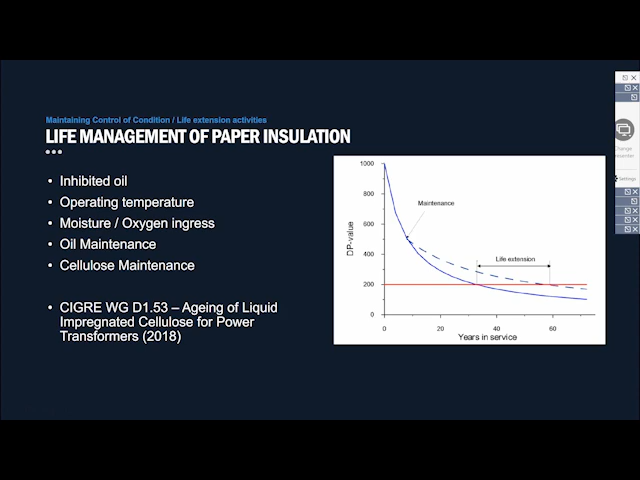 Maintaining Control of Condition / Life extension activities
LIFE MANAGEMENT OF PAPER INSULATION
• Inhibited oil
• Operating temperature
• Moisture / Oxygen ingress
• Oil Maintenance
• Cellulose Maintenance
• CIGRE WG D1.53 – Ageing of Liquid
Impregnated Cellulose for Power
Transformers (2018)
1000
800
600
400
200
0
DP-value
Maintenance
Life extension
0 20 40 60
Years in service
Change
Settings